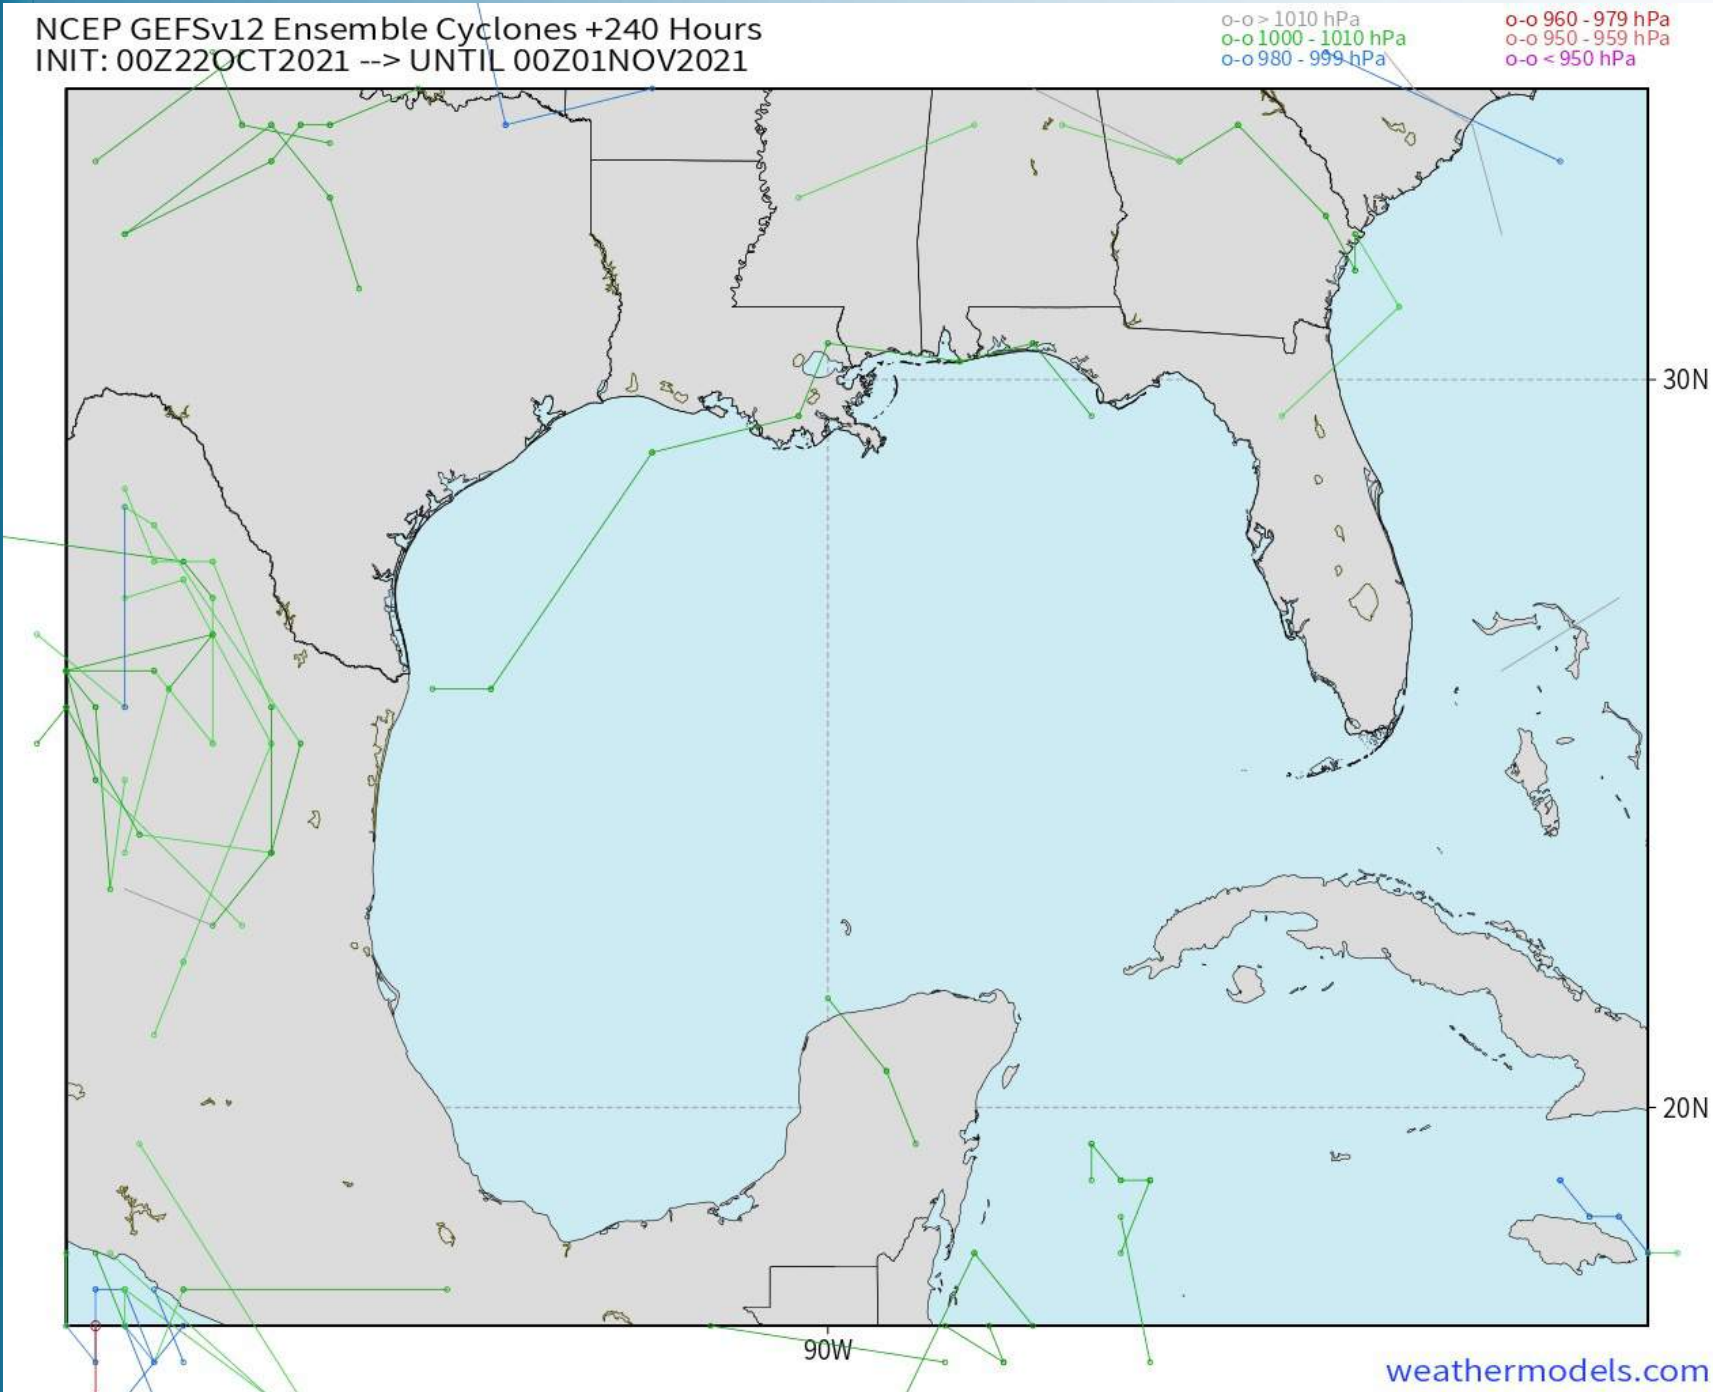 NCEP GEFSv12 Ensemble Cyclones +240 Hours
INIT: 00Z22OCT2021 --> UNTIL 00Z01NOV2021
o-o > 1010 hPa
o-o 1000 - 1010 hPa
o-o 980 - 999 hPa
o-o 960 - 979 hPa
o-o 950 - 959 hPa
o-o < 950 hPa
30N
20N
90W
weathermodels.com